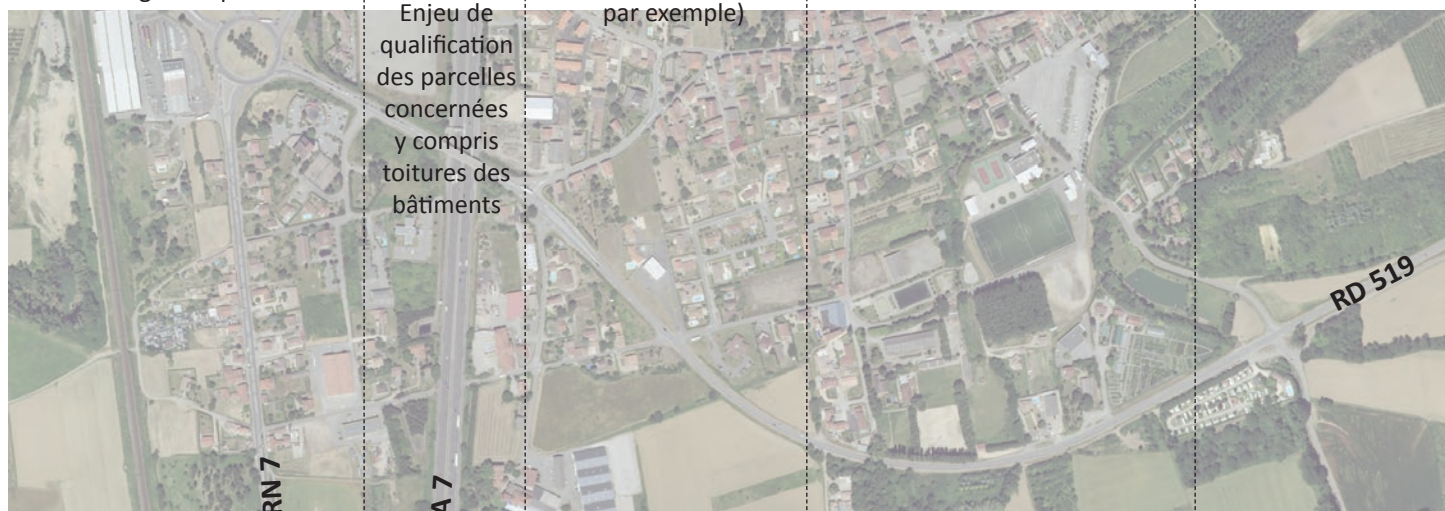 Enjeu de
qualification
des parcelles
concernées
y compris
toitures des
bâtiments
par exemple)
RD 519
RN 7
A 7